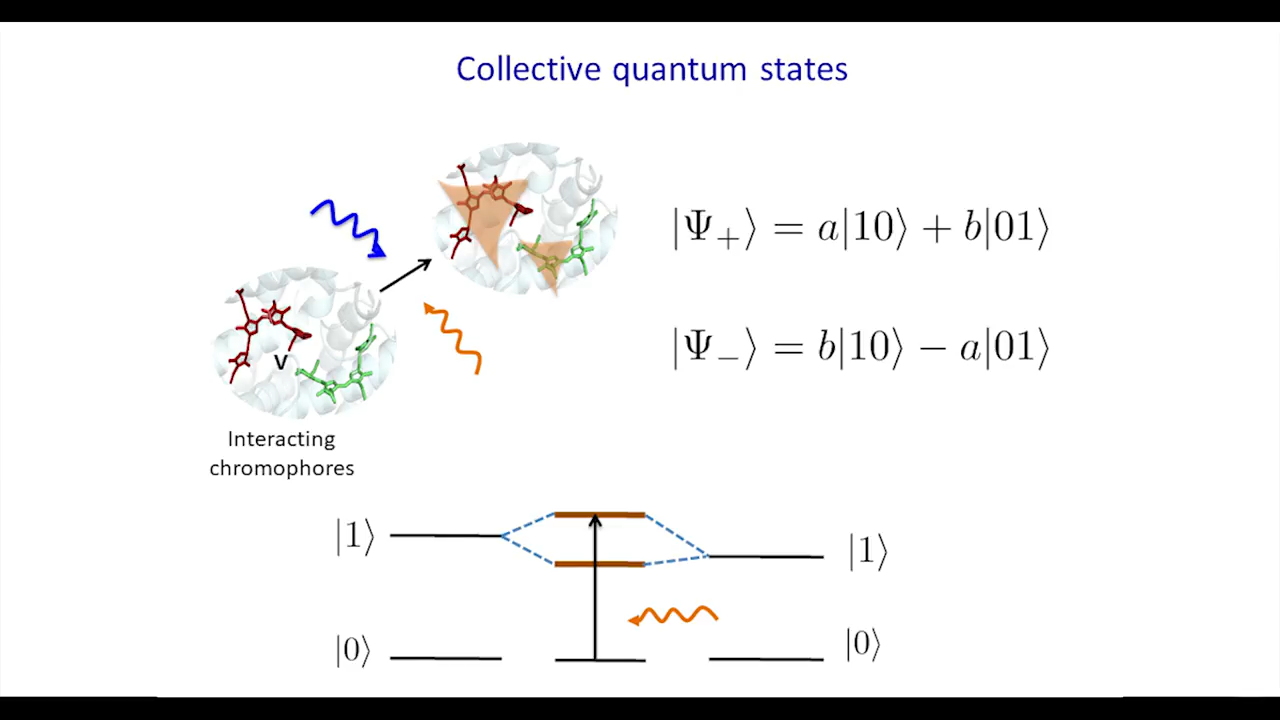 Collective quantum states
|Ψ₊⟩ = a|10⟩ + b|01⟩
|Ψ₋⟩ = b|10⟩ − a|01⟩
V
Interacting
chromophores
|1⟩
|1⟩
|0⟩
|0⟩